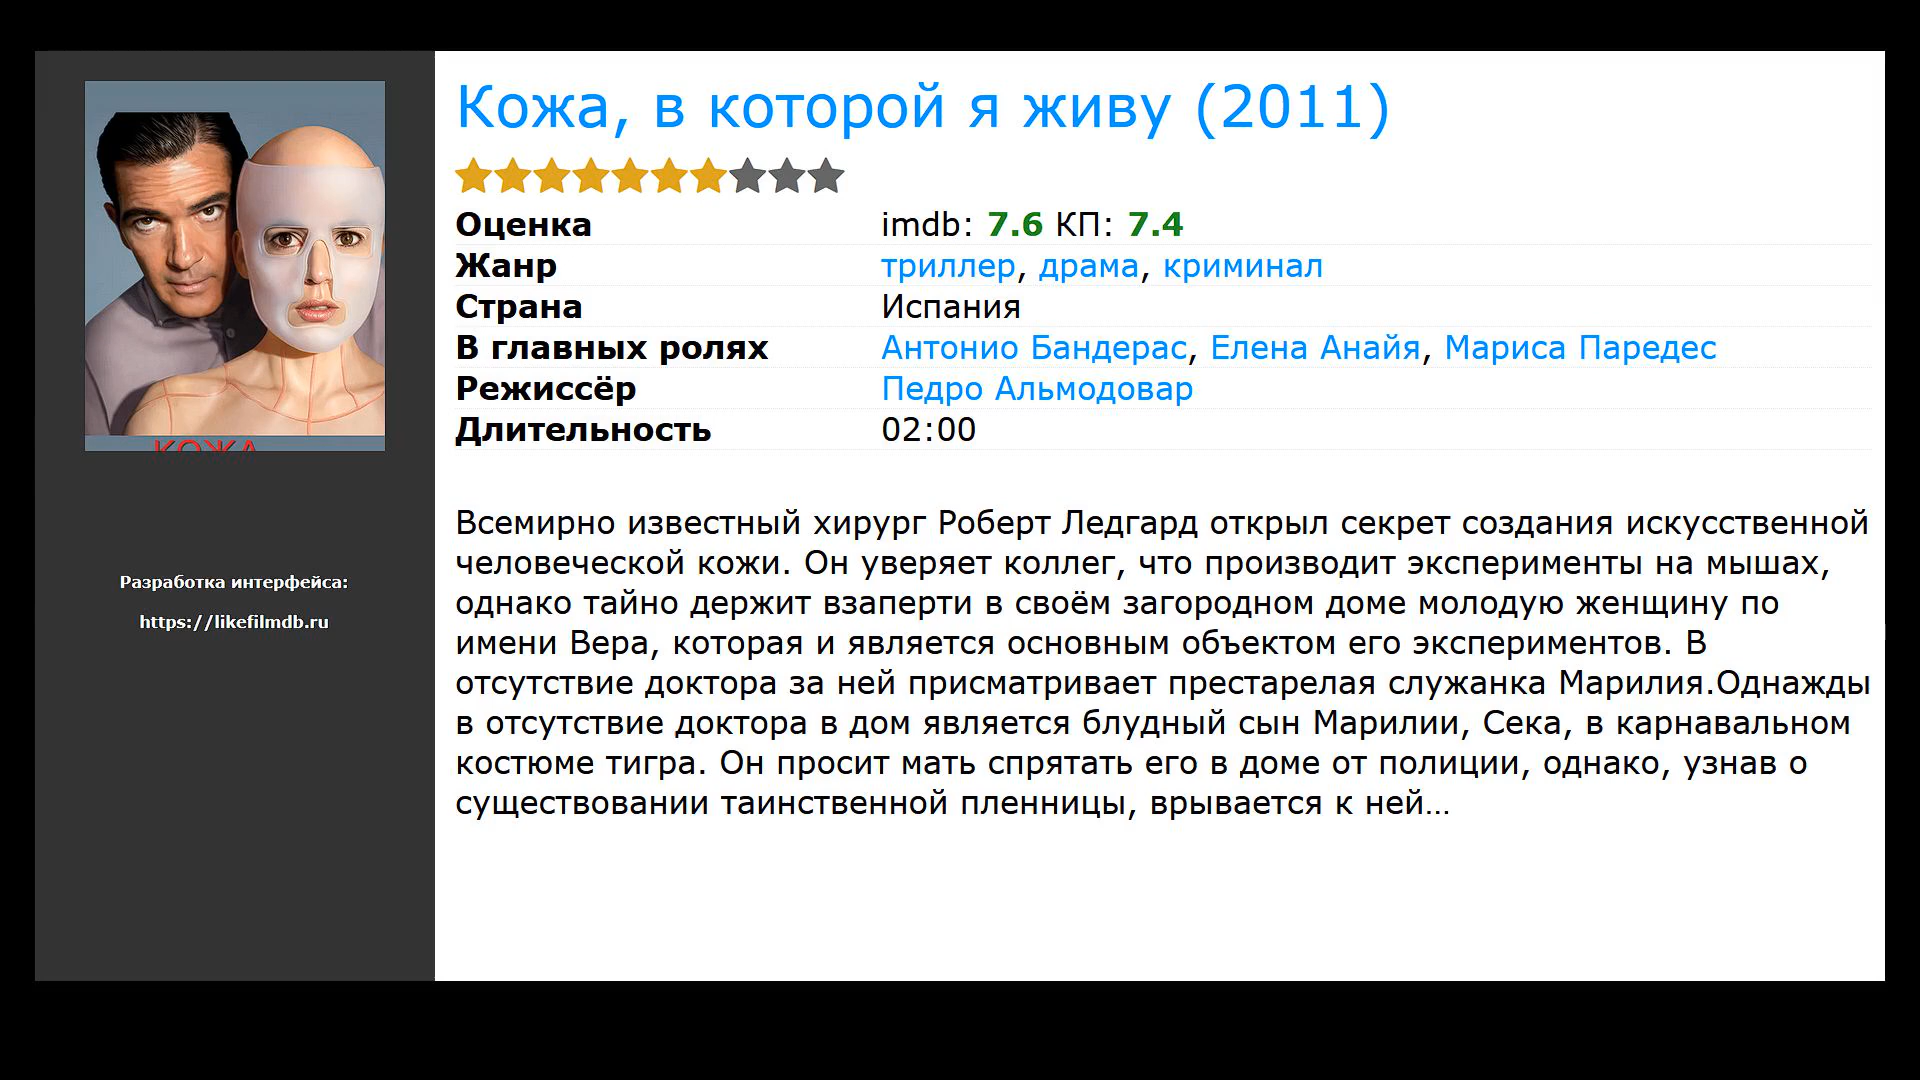 КОЖА
Разработка интерфейса:
https://likefilmdb.ru
Кожа, в которой я живу (2011)
Оценка imdb: 7.6 КП: 7.4
Жанр триллер, драма, криминал
Страна Испания
В главных ролях Антонио Бандерас, Елена Анайя, Мариса Паредес
Режиссёр Педро Альмодовар
Длительность 02:00
Всемирно известный хирург Роберт Ледгард открыл секрет создания искусственной
человеческой кожи. Он уверяет коллег, что производит эксперименты на мышах,
однако тайно держит взаперти в своём загородном доме молодую женщину по
имени Вера, которая и является основным объектом его экспериментов. В
отсутствие доктора за ней присматривает престарелая служанка Марилия.Однажды
в отсутствие доктора в дом является блудный сын Марилии, Сека, в карнавальном
костюме тигра. Он просит мать спрятать его в доме от полиции, однако, узнав о
существовании таинственной пленницы, врывается к ней…